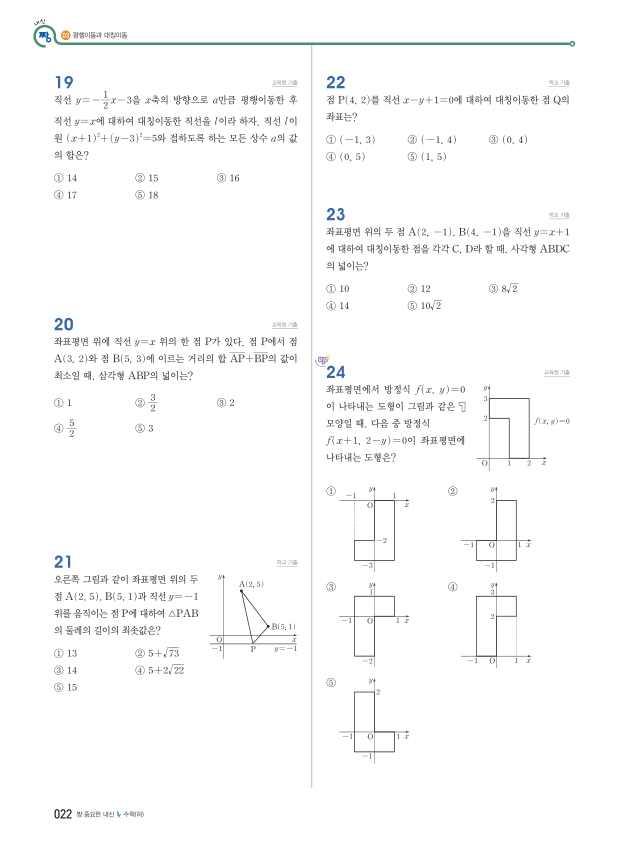 내신
짱
03 평행이동과 대칭이동
19
교육청 기출
직선 y=-1/2x-3을 x축의 방향으로 a만큼 평행이동한 후
직선 y=x에 대하여 대칭이동한 직선을 l이라 하자. 직선 l이
원 (x+1)²+(y-3)²=5와 접하도록 하는 모든 상수 a의 값
의 합은?
① 14 ② 15 ③ 16
④ 17 ⑤ 18
20
교육청 기출
좌표평면 위에 직선 y=x 위의 한 점 P가 있다. 점 P에서 점
A(3, 2)와 점 B(5, 3)에 이르는 거리의 합 A̅P̅+B̅P̅의 값이
최소일 때, 삼각형 ABP의 넓이는?
① 1 ② 3/2 ③ 2
④ 5/2 ⑤ 3
21
학교 기출
오른쪽 그림과 같이 좌표평면 위의 두
점 A(2, 5), B(5, 1)과 직선 y=-1
위를 움직이는 점 P에 대하여 △PAB
의 둘레의 길이의 최솟값은?
① 13 ② 5+√73
③ 14 ④ 5+2√22
⑤ 15
y
A(2, 5)
B(5, 1)
O x
-1 P y=-1
22
학교 기출
점 P(4, 2)를 직선 x-y+1=0에 대하여 대칭이동한 점 Q의
좌표는?
① (-1, 3) ② (-1, 4) ③ (0, 4)
④ (0, 5) ⑤ (1, 5)
23
학교 기출
좌표평면 위의 두 점 A(2, -1), B(4, -1)을 직선 y=x+1
에 대하여 대칭이동한 점을 각각 C, D라 할 때, 사각형 ABDC
의 넓이는?
① 10 ② 12 ③ 8√2
④ 14 ⑤ 10√2
24
교육청 기출
좌표평면에서 방정식 f(x, y)=0
이 나타내는 도형이 그림과 같은
모양일 때, 다음 중 방정식
f(x+1, 2-y)=0이 좌표평면에
나타내는 도형은?
y
3
2
f(x, y)=0
O 1 2 x
①
-1 y 1
O x
-2
-3
②
y
2
-1 O 1 x
-1
③
y
1
-1 O 1 x
-2
④
y
3
2
-1 O 1 x
⑤
y
2
-1 O 1 x
-1
022 짱 중요한 내신 짱 수학(하)